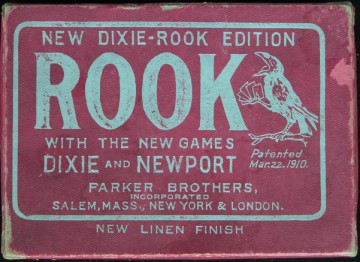 NEW DIXIE-ROOK EDITION
ROOK
WITH THE NEW GAMES
DIXIE AND NEWPORT
Patented
Mar. 22. 1910.
PARKER BROTHERS,
INCORPORATED
SALEM, MASS., NEW YORK & LONDON.
NEW LINEN FINISH